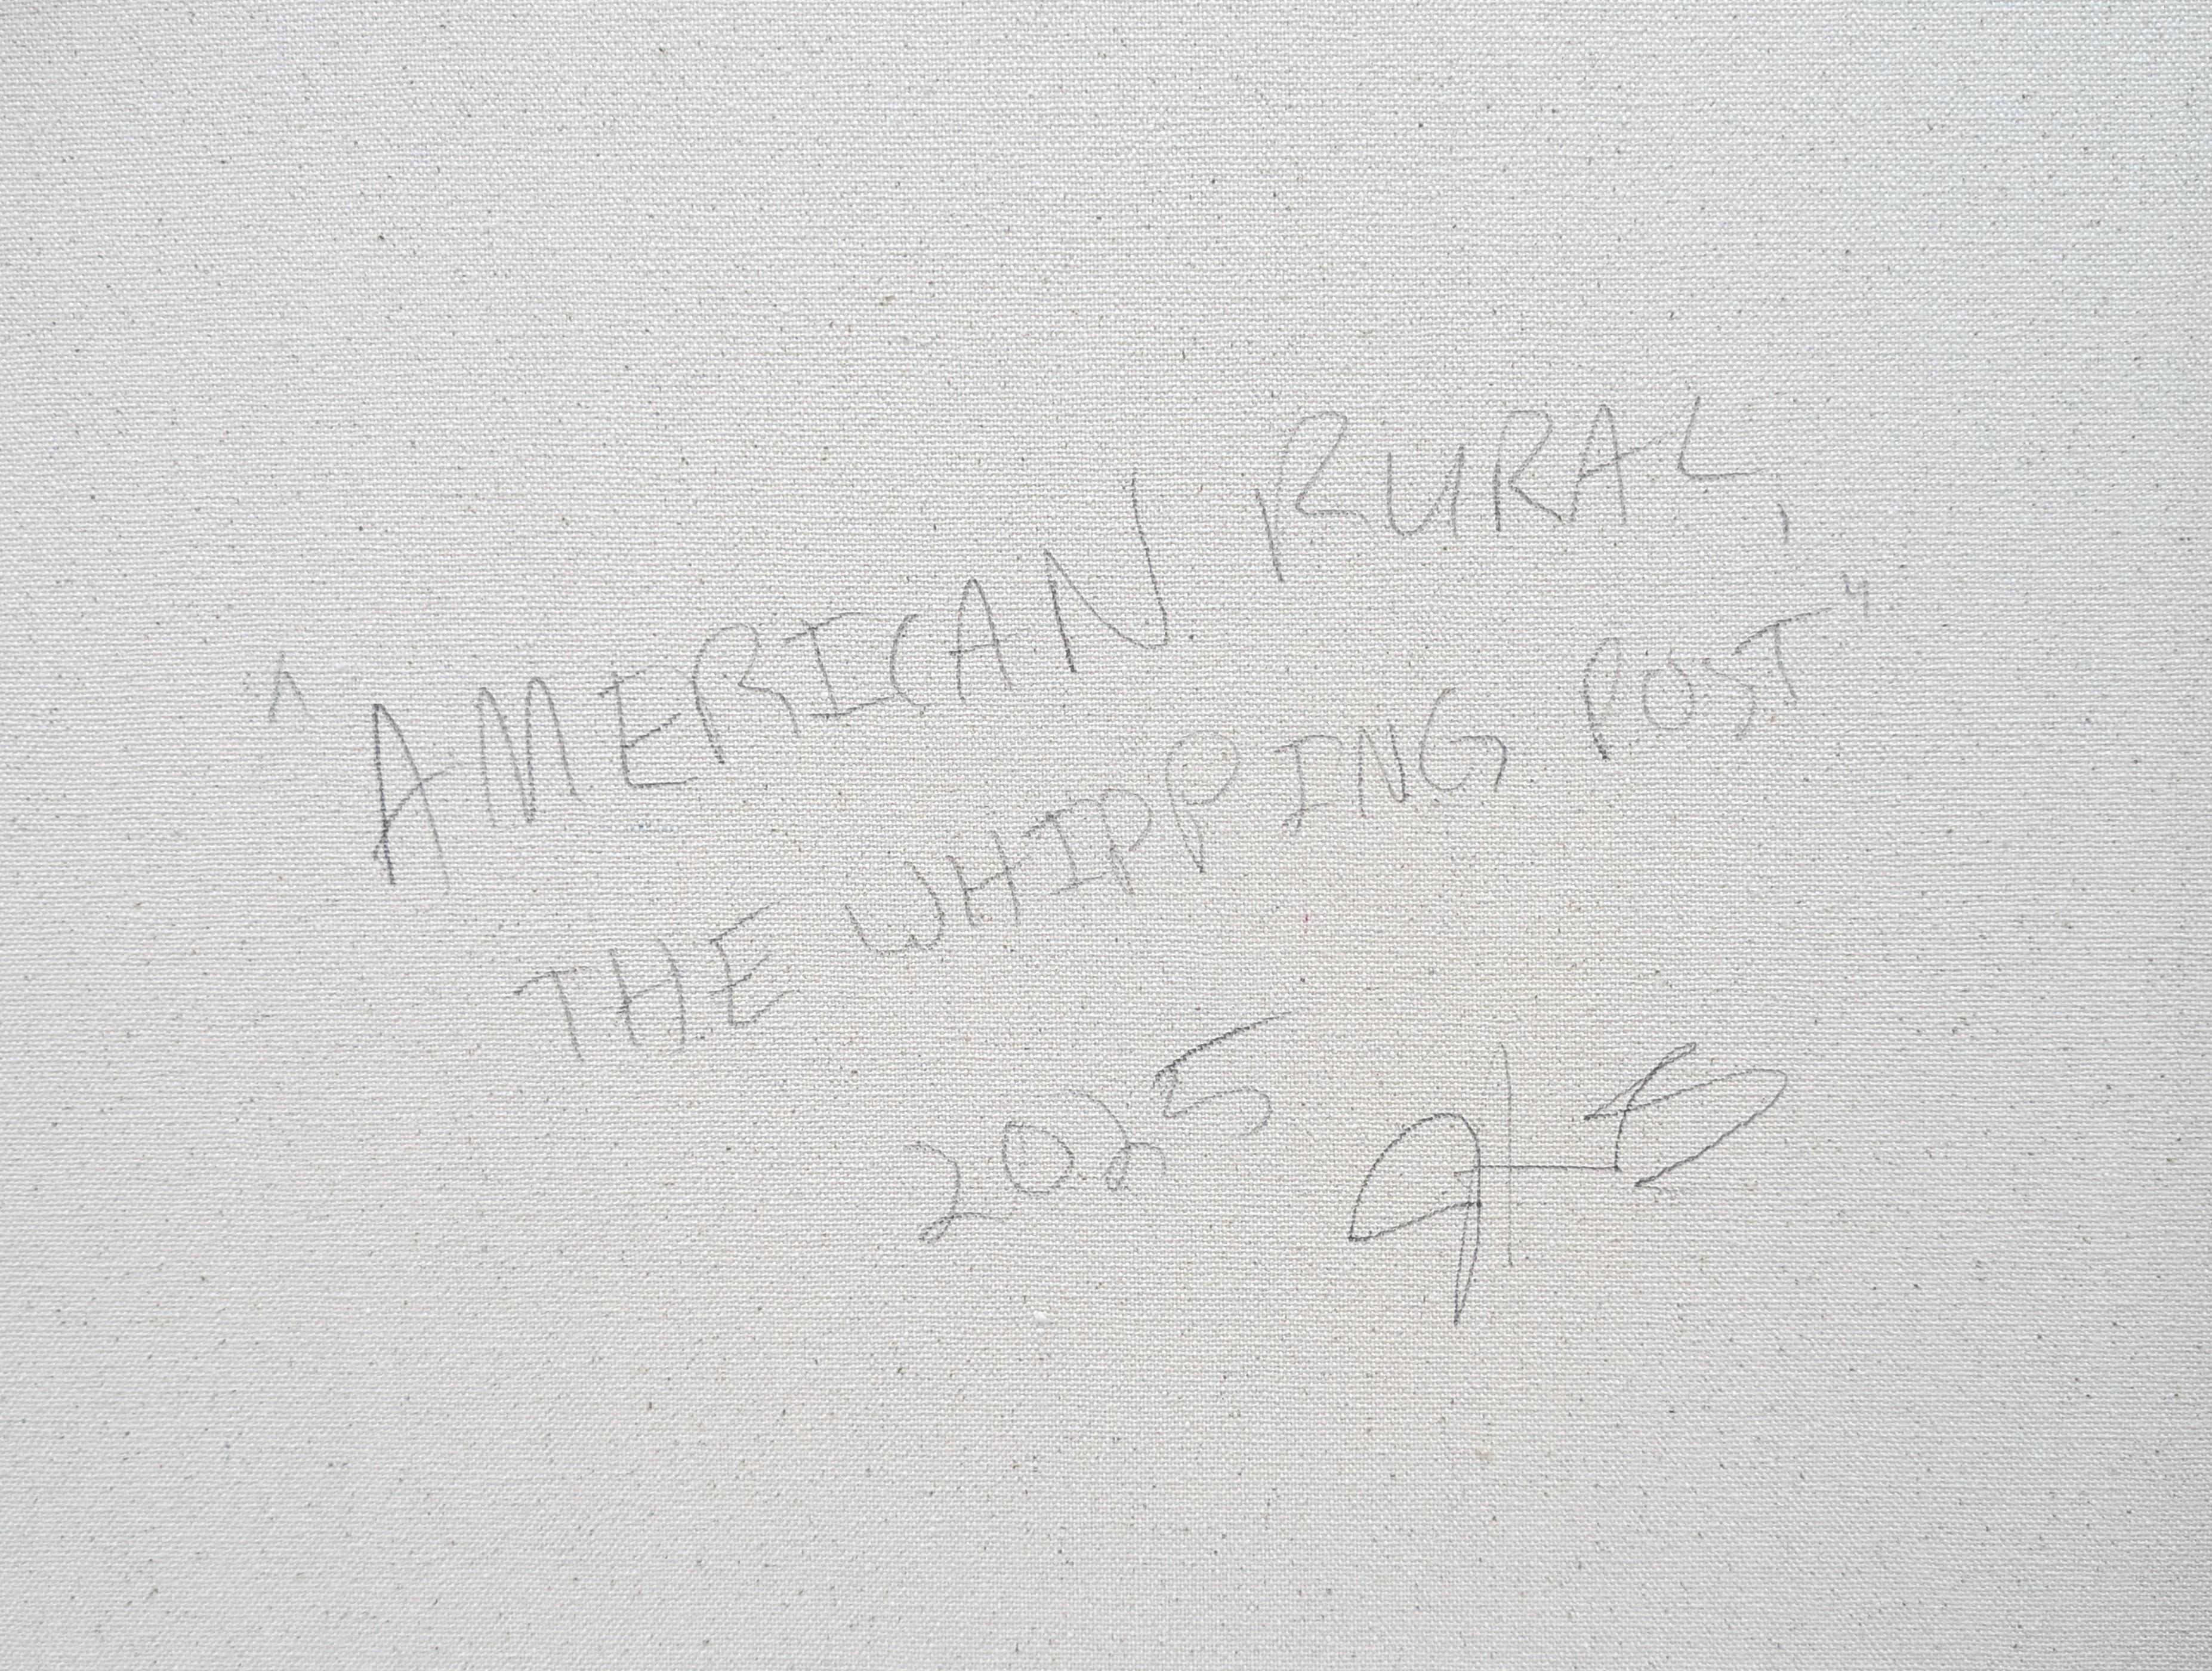 "AMERICAN RURAL,
THE WHIPPING POST"
2025